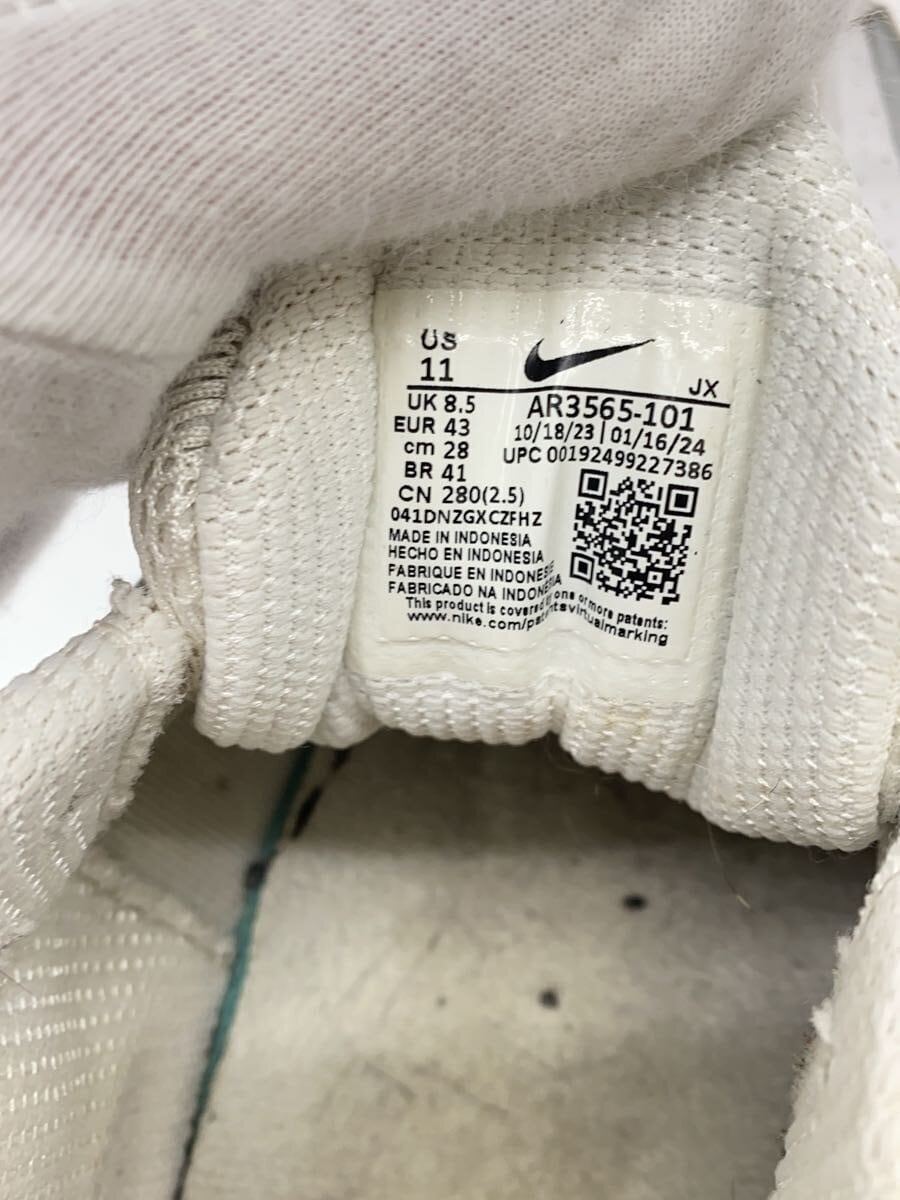 US
11
JX
UK 8.5
AR3565-101
EUR 43
10/18/23 | 01/16/24
cm 28
UPC 00192499227386
BR 41
CN 280(2.5)
041DNZGXCZFHZ
MADE IN INDONESIA
HECHO EN INDONESIA
FABRIQUE EN INDONESIE
FABRICADO NA INDONESIA
This product is covered by one or more patents:
www.nike.com/patentsvirtualmarking